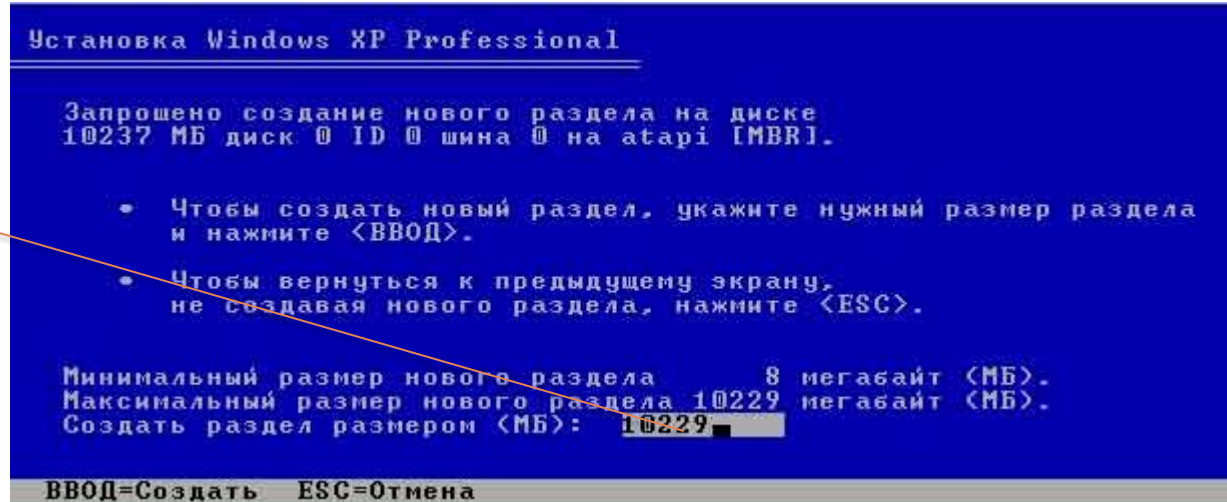 Установка Windows XP Professional
Запрошено создание нового раздела на диске
10237 МБ диск 0 ID 0 шина 0 на atapi [MBR].
• Чтобы создать новый раздел, укажите нужный размер раздела
и нажмите <ВВОД>.
• Чтобы вернуться к предыдущему экрану,
не создавая нового раздела, нажмите <ESC>.
Минимальный размер нового раздела 8 мегабайт (МБ).
Максимальный размер нового раздела 10229 мегабайт (МБ).
Создать раздел размером (МБ): 10229
ВВОД=Создать ESC=Отмена